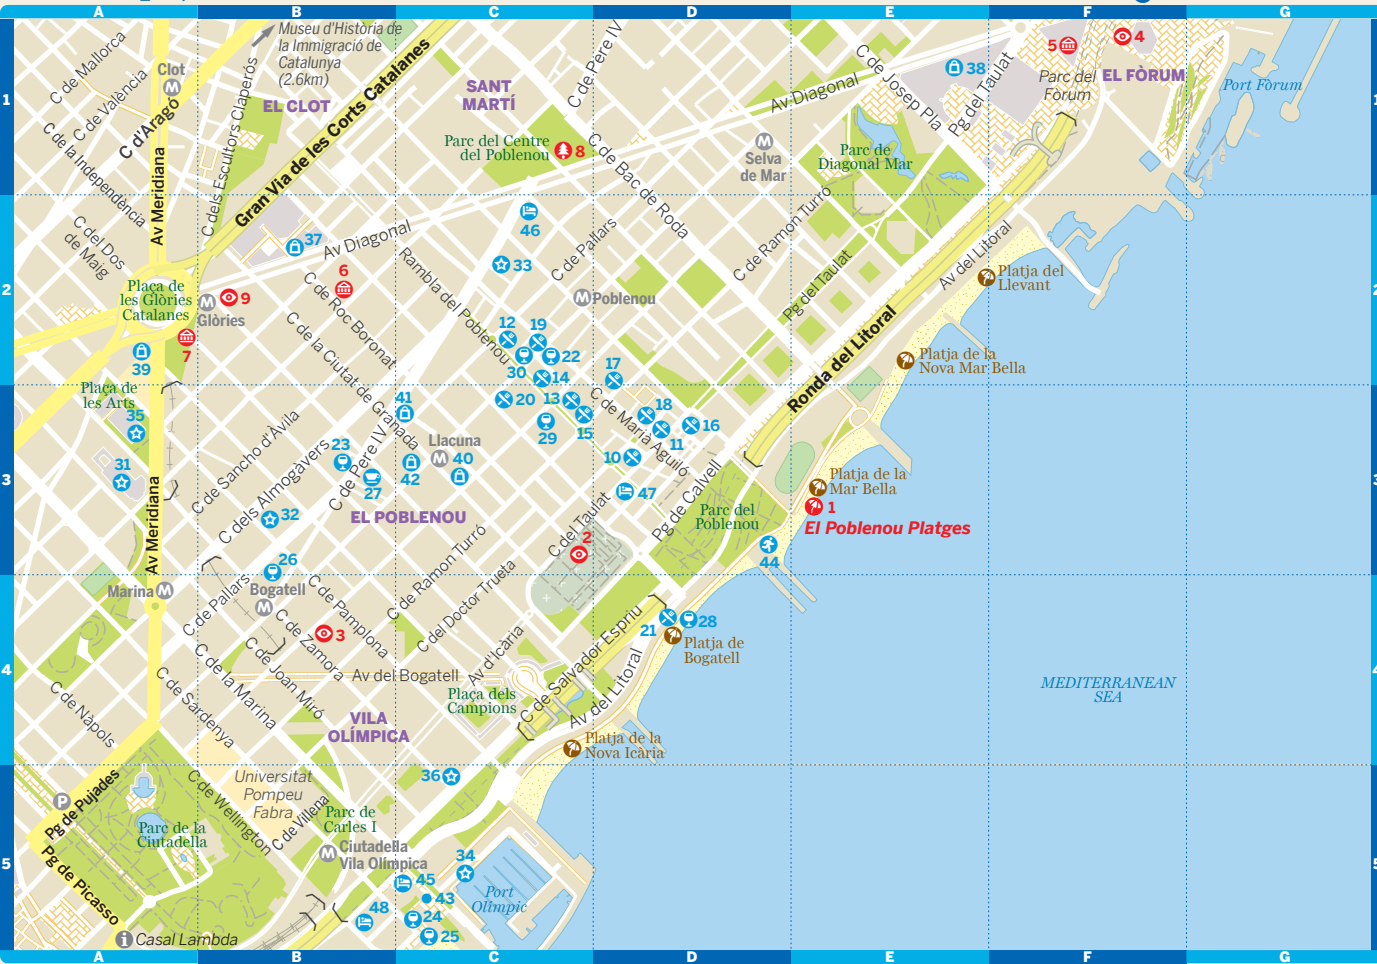 A
B
C
D
E
F
G
Museu d'Història de
la Immigració de
Catalunya
(2.6km)
C de Mallorca
C de València
Clot
C d'Aragó
C de la Independència
Av Meridiana
C dels Escultors Claperós
EL CLOT
Gran Via de les Corts Catalanes
SANT
MARTÍ
C de Pere IV
Parc del Centre
del Poblenou
8
Av Diagonal
C de Bac de Roda
Selva
de Mar
C de Josep Pla
38
Pg del Taulat
5
4
Parc del
Fòrum
EL FÒRUM
Port Fòrum
Parc de
Diagonal Mar
1
1
C del Dos
de Maig
37
Av Diagonal
6
46
33
C de Pallars
C de Ramon Turró
Av del Litoral
Platja del
Llevant
2
2
Plaça de
les Glòries
Catalanes
9
Glòries
7
39
C de Roc Boronat
C de la Ciutat de Granada
Rambla del Poblenou
Poblenou
Pg del Taulat
Ronda del Litoral
12
19
22
30
14
17
Platja de la
Nova Mar Bella
Plaça de
les Arts
35
31
41
20
13
15
29
18
11
16
C de Marià Aguiló
10
47
C de Sancho d'Àvila
C dels Almogàvers
23
C de Pere IV
27
42
Llacuna
40
3
3
32
EL POBLENOU
C del Taulat
2
Pg de Calvell
Parc del
Poblenou
Platja de la
Mar Bella
1
El Poblenou Platges
44
Av Meridiana
26
Bogatell
Marina
C de Pallars
C de Pamplona
C de Ramon Turró
C del Doctor Trueta
3
C de Zamora
C de Joan Miró
C de la Marina
C de Sardenya
C de Nàpols
Av del Bogatell
Av d'Icària
C de Salvador Espriu
Av del Litoral
21
28
Platja de
Bogatell
4
4
MEDITERRANEAN
SEA
Plaça dels
Campions
VILA
OLÍMPICA
Platja de la
Nova Icària
36
Universitat
Pompeu
Fabra
C de Wellington
C de Villena
Parc de
Carles I
Pg de Pujades
P
Parc de la
Ciutadella
Ciutadella
Vila Olímpica
5
5
34
45
43
24
25
48
Port
Olímpic
Pg de Picasso
Casal Lambda
A
B
C
D
E
F
G